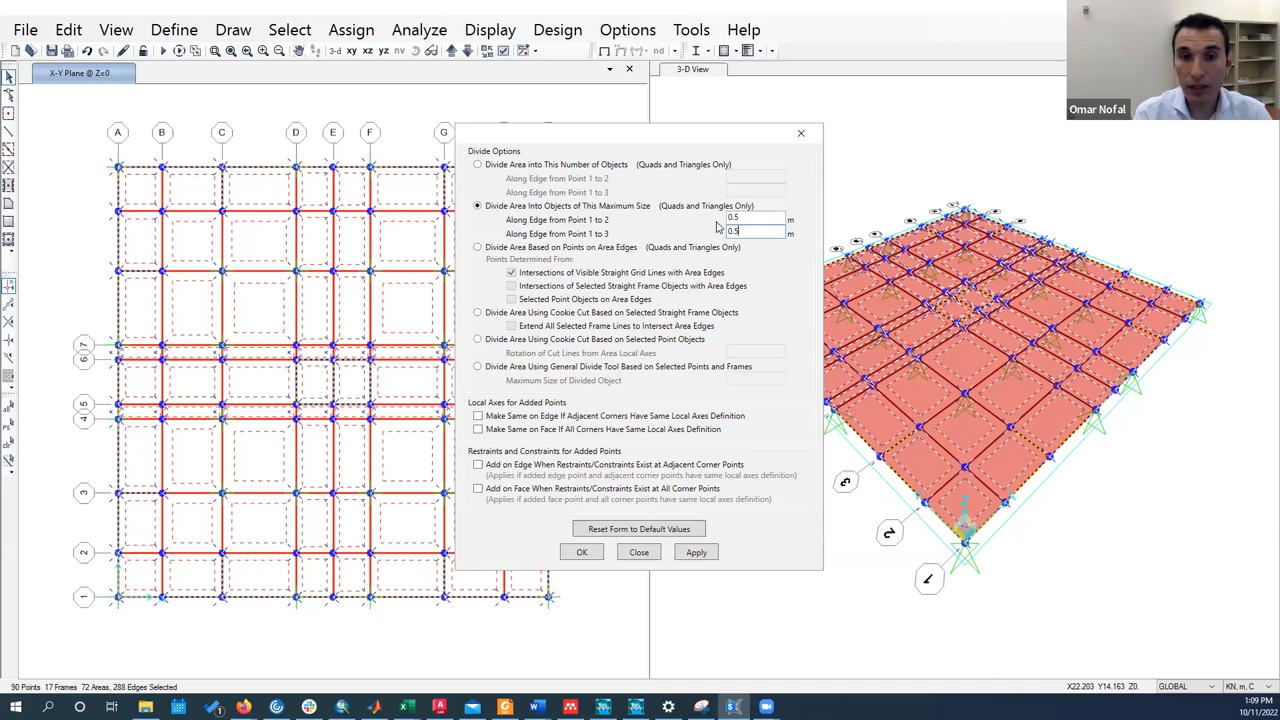 File Edit View Define Draw Select Assign Analyze Display Design Options Tools Help
3-d xy xz yz nv nd
X-Y Plane @ Z=0
3-D View
Omar Nofal
A B C D E F G
7
6
5
4
3
2
1
Divide Options
Divide Area into This Number of Objects (Quads and Triangles Only)
Along Edge from Point 1 to 2
Along Edge from Point 1 to 3
Divide Area Into Objects of This Maximum Size (Quads and Triangles Only)
Along Edge from Point 1 to 2 0.5 m
Along Edge from Point 1 to 3 0.5 m
Divide Area Based on Points on Area Edges (Quads and Triangles Only)
Points Determined From:
Intersections of Visible Straight Grid Lines with Area Edges
Intersections of Selected Straight Frame Objects with Area Edges
Selected Point Objects on Area Edges
Divide Area Using Cookie Cut Based on Selected Straight Frame Objects
Extend All Selected Frame Lines to Intersect Area Edges
Divide Area Using Cookie Cut Based on Selected Point Objects
Rotation of Cut Lines from Area Local Axes
Divide Area Using General Divide Tool Based on Selected Points and Frames
Maximum Size of Divided Object
Local Axes for Added Points
Make Same on Edge If Adjacent Corners Have Same Local Axes Definition
Make Same on Face If All Corners Have Same Local Axes Definition
Restraints and Constraints for Added Points
Add on Edge When Restraints/Constraints Exist at Adjacent Corner Points
(Applies if added edge point and adjacent corner points have same local axes definition)
Add on Face When Restraints/Constraints Exist at All Corner Points
(Applies if added face point and all corner points have same local axes definition)
Reset Form to Default Values
OK Close Apply
3
2
1
Z
90 Points, 17 Frames, 72 Areas, 288 Edges Selected
X22.203 Y14.163 Z0.
GLOBAL
KN, m, C
1:09 PM
10/11/2022